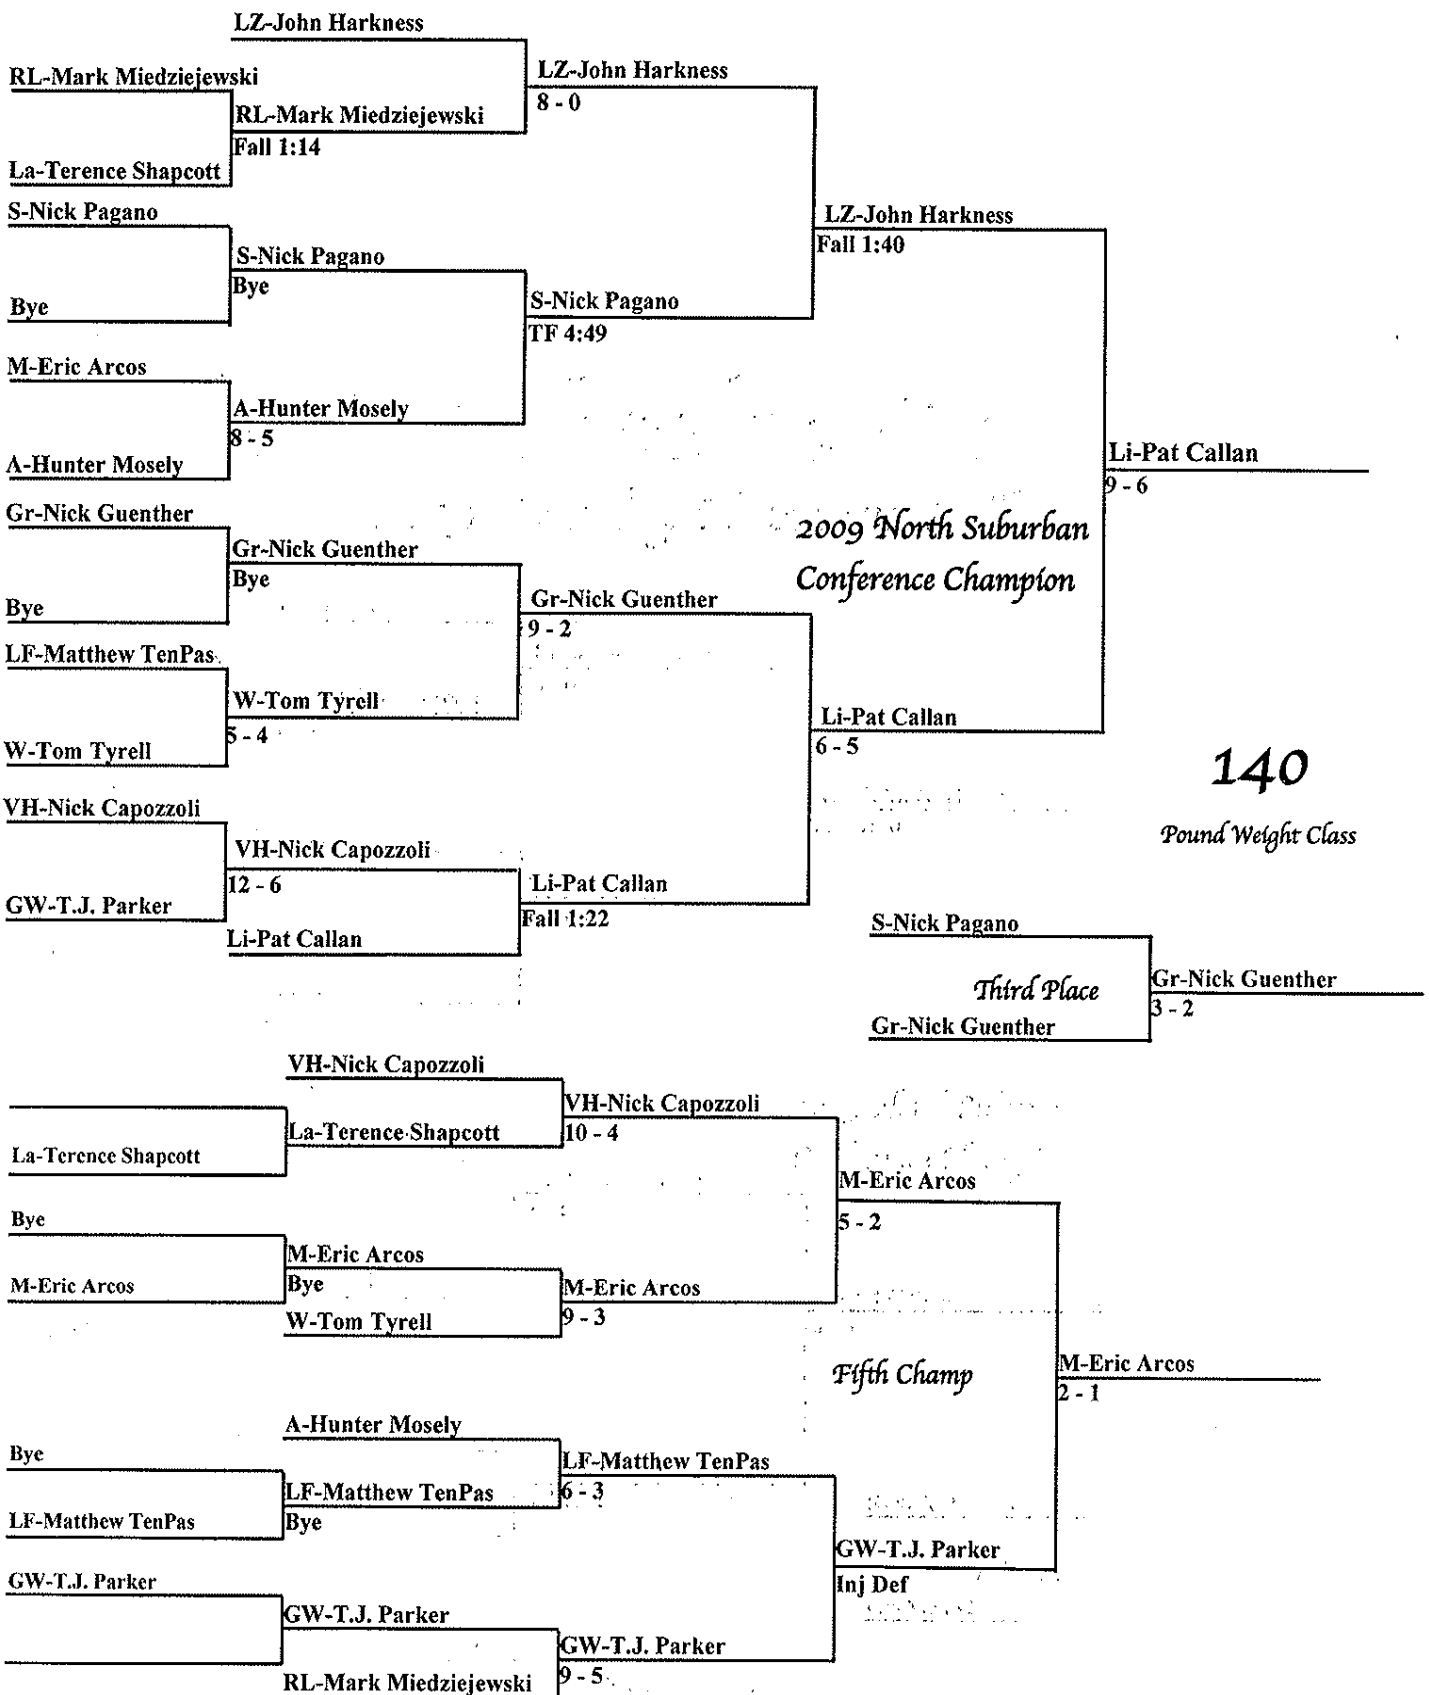 LZ-John Harkness
RL-Mark Miedziejewski
LZ-John Harkness
8 - 0
RL-Mark Miedziejewski
Fall 1:14
La-Terence Shapcott
S-Nick Pagano
LZ-John Harkness
Fall 1:40
S-Nick Pagano
Bye
Bye
S-Nick Pagano
TF 4:49
M-Eric Arcos
A-Hunter Mosely
8 - 5
A-Hunter Mosely
Li-Pat Callan
9 - 6
Gr-Nick Guenther
2009 North Suburban
Conference Champion
Gr-Nick Guenther
Bye
Bye
Gr-Nick Guenther
9 - 2
LF-Matthew TenPas
W-Tom Tyrell
5 - 4
W-Tom Tyrell
Li-Pat Callan
6 - 5
140
Pound Weight Class
VH-Nick Capozzoli
VH-Nick Capozzoli
12 - 6
GW-T.J. Parker
Li-Pat Callan
Fall 1:22
Li-Pat Callan
S-Nick Pagano
Third Place
Gr-Nick Guenther
3 - 2
Gr-Nick Guenther
VH-Nick Capozzoli
VH-Nick Capozzoli
10 - 4
La-Terence Shapcott
La-Terence Shapcott
M-Eric Arcos
5 - 2
Bye
M-Eric Arcos
Bye
M-Eric Arcos
M-Eric Arcos
9 - 3
W-Tom Tyrell
Fifth Champ
M-Eric Arcos
2 - 1
A-Hunter Mosely
Bye
LF-Matthew TenPas
6 - 3
LF-Matthew TenPas
Bye
LF-Matthew TenPas
GW-T.J. Parker
Inj Def
GW-T.J. Parker
GW-T.J. Parker
GW-T.J. Parker
9 - 5
RL-Mark Miedziejewski